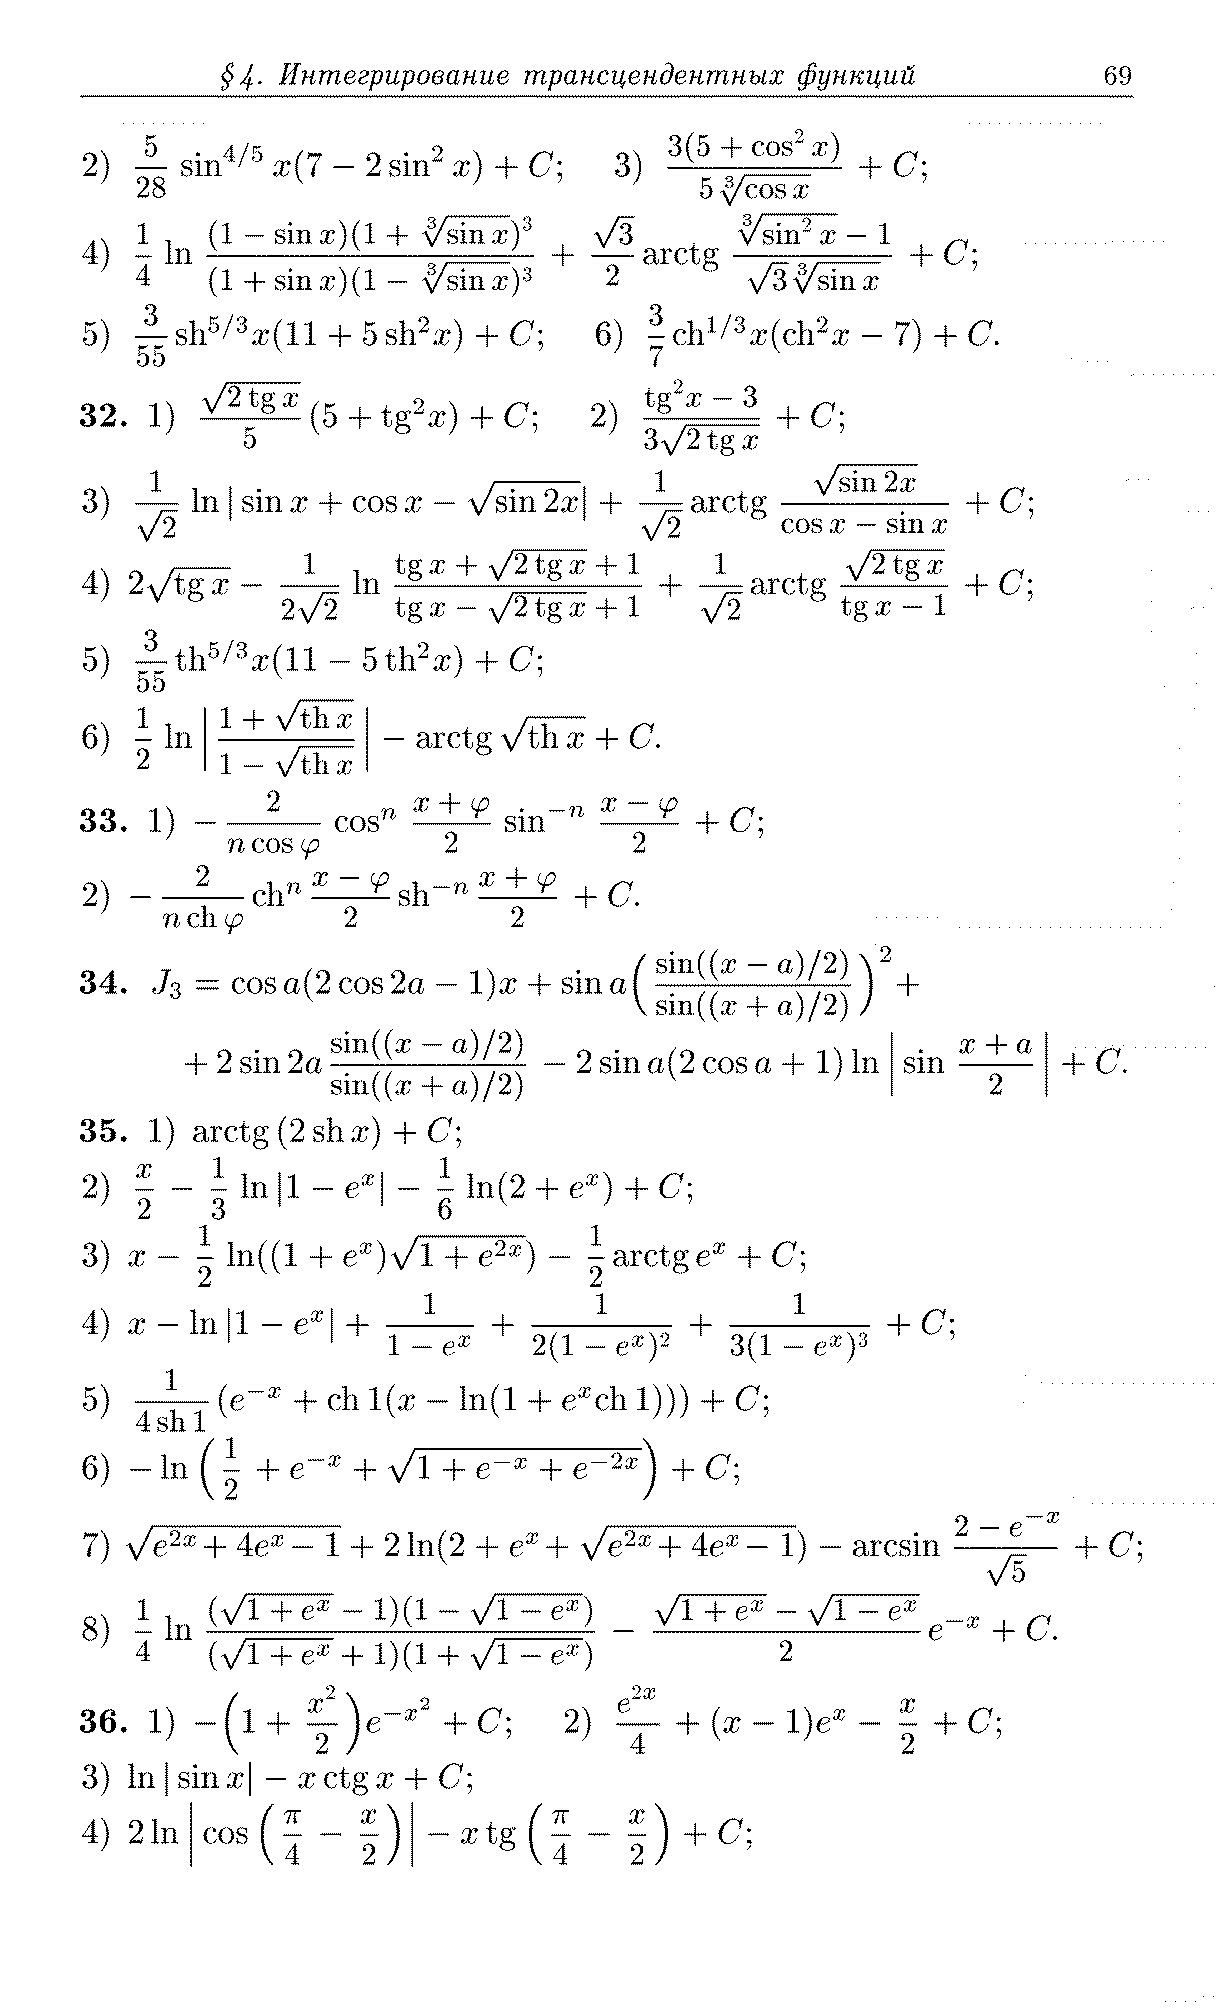 § 4. Интегрирование трансцендентных функций 69
2) $\frac{5}{28} \sin^{4/5} x(7 - 2\sin^2 x) + C$; 3) $\frac{3(5 + \cos^2 x)}{5\sqrt[3]{\cos x}} + C$;
4) $\frac{1}{4} \ln \frac{(1 - \sin x)(1 + \sqrt[3]{\sin x})^3}{(1 + \sin x)(1 - \sqrt[3]{\sin x})^3} + \frac{\sqrt{3}}{2} \operatorname{arctg} \frac{\sqrt[3]{\sin^2 x} - 1}{\sqrt{3}\sqrt[3]{\sin x}} + C$;
5) $\frac{3}{55} \operatorname{sh}^{5/3} x(11 + 5\operatorname{sh}^2 x) + C$; 6) $\frac{3}{7} \operatorname{ch}^{1/3} x(\operatorname{ch}^2 x - 7) + C$.
32. 1) $\frac{\sqrt{2\operatorname{tg} x}}{5}(5 + \operatorname{tg}^2 x) + C$; 2) $\frac{\operatorname{tg}^2 x - 3}{3\sqrt{2\operatorname{tg} x}} + C$;
3) $\frac{1}{\sqrt{2}} \ln|\sin x + \cos x - \sqrt{\sin 2x}| + \frac{1}{\sqrt{2}} \operatorname{arctg} \frac{\sqrt{\sin 2x}}{\cos x - \sin x} + C$;
4) $2\sqrt{\operatorname{tg} x} - \frac{1}{2\sqrt{2}} \ln \frac{\operatorname{tg} x + \sqrt{2\operatorname{tg} x} + 1}{\operatorname{tg} x - \sqrt{2\operatorname{tg} x} + 1} + \frac{1}{\sqrt{2}} \operatorname{arctg} \frac{\sqrt{2\operatorname{tg} x}}{\operatorname{tg} x - 1} + C$;
5) $\frac{3}{55} \operatorname{th}^{5/3} x(11 - 5\operatorname{th}^2 x) + C$;
6) $\frac{1}{2} \ln \left| \frac{1 + \sqrt{\operatorname{th} x}}{1 - \sqrt{\operatorname{th} x}} \right| - \operatorname{arctg} \sqrt{\operatorname{th} x} + C$.
33. 1) $-\frac{2}{n\cos\varphi} \cos^n \frac{x + \varphi}{2} \sin^{-n} \frac{x - \varphi}{2} + C$;
2) $-\frac{2}{n\operatorname{ch}\varphi} \operatorname{ch}^n \frac{x - \varphi}{2} \operatorname{sh}^{-n} \frac{x + \varphi}{2} + C$.
34. $J_3 = \cos a(2\cos 2a - 1)x + \sin a \left( \frac{\sin((x - a)/2)}{\sin((x + a)/2)} \right)^2 +$
$+ 2\sin 2a \frac{\sin((x - a)/2)}{\sin((x + a)/2)} - 2\sin a(2\cos a + 1) \ln \left| \sin \frac{x + a}{2} \right| + C$.
35. 1) $\operatorname{arctg}(2\operatorname{sh} x) + C$;
2) $\frac{x}{2} - \frac{1}{3} \ln|1 - e^x| - \frac{1}{6} \ln(2 + e^x) + C$;
3) $x - \frac{1}{2} \ln((1 + e^x)\sqrt{1 + e^{2x}}) - \frac{1}{2} \operatorname{arctg} e^x + C$;
4) $x - \ln|1 - e^x| + \frac{1}{1 - e^x} + \frac{1}{2(1 - e^x)^2} + \frac{1}{3(1 - e^x)^3} + C$;
5) $\frac{1}{4\operatorname{sh} 1}(e^{-x} + \operatorname{ch} 1(x - \ln(1 + e^x \operatorname{ch} 1))) + C$;
6) $-\ln \left( \frac{1}{2} + e^{-x} + \sqrt{1 + e^{-x} + e^{-2x}} \right) + C$;
7) $\sqrt{e^{2x} + 4e^x - 1} + 2\ln(2 + e^x + \sqrt{e^{2x} + 4e^x - 1}) - \arcsin \frac{2 - e^{-x}}{\sqrt{5}} + C$;
8) $\frac{1}{4} \ln \frac{(\sqrt{1 + e^x} - 1)(1 - \sqrt{1 - e^x})}{(\sqrt{1 + e^x} + 1)(1 + \sqrt{1 - e^x})} - \frac{\sqrt{1 + e^x} - \sqrt{1 - e^x}}{2} e^{-x} + C$.
36. 1) $-\left(1 + \frac{x^2}{2}\right)e^{-x^2} + C$; 2) $\frac{e^{2x}}{4} + (x - 1)e^x - \frac{x}{2} + C$;
3) $\ln|\sin x| - x\operatorname{ctg} x + C$;
4) $2\ln \left| \cos \left( \frac{\pi}{4} - \frac{x}{2} \right) \right| - x\operatorname{tg} \left( \frac{\pi}{4} - \frac{x}{2} \right) + C$;